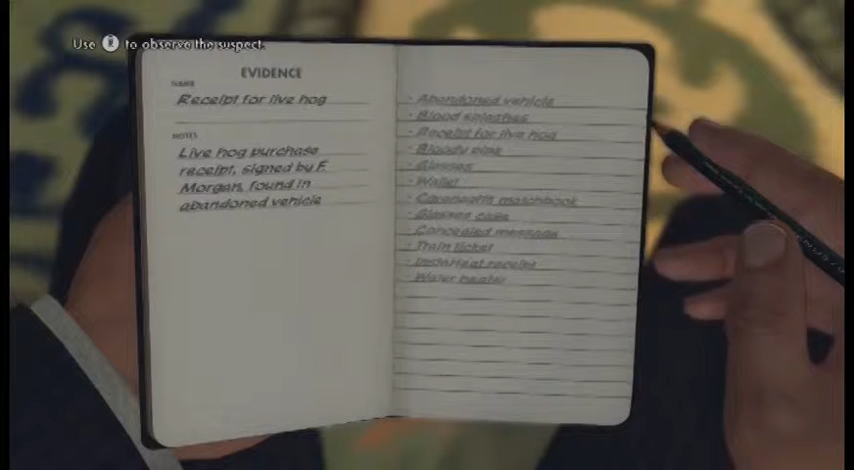 Use R to observe the suspect.
EVIDENCE
NAME
Receipt for live hog
NOTES
Live hog purchase
receipt, signed by F.
Morgan, found in
abandoned vehicle
- Abandoned vehicle
- Blood splashes
- Receipt for live hog
- Bloody pipe
- Glasses
- Wallet
- Cavanagh's matchbook
- Glasses case
- Concealed message
- Train ticket
- InstaHeat receipt
- Water heater